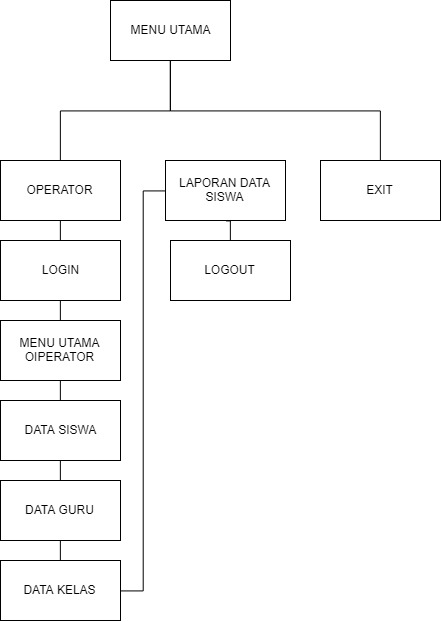 MENU UTAMA
OPERATOR
LAPORAN DATA
SISWA
EXIT
LOGIN
LOGOUT
MENU UTAMA
OIPERATOR
DATA SISWA
DATA GURU
DATA KELAS